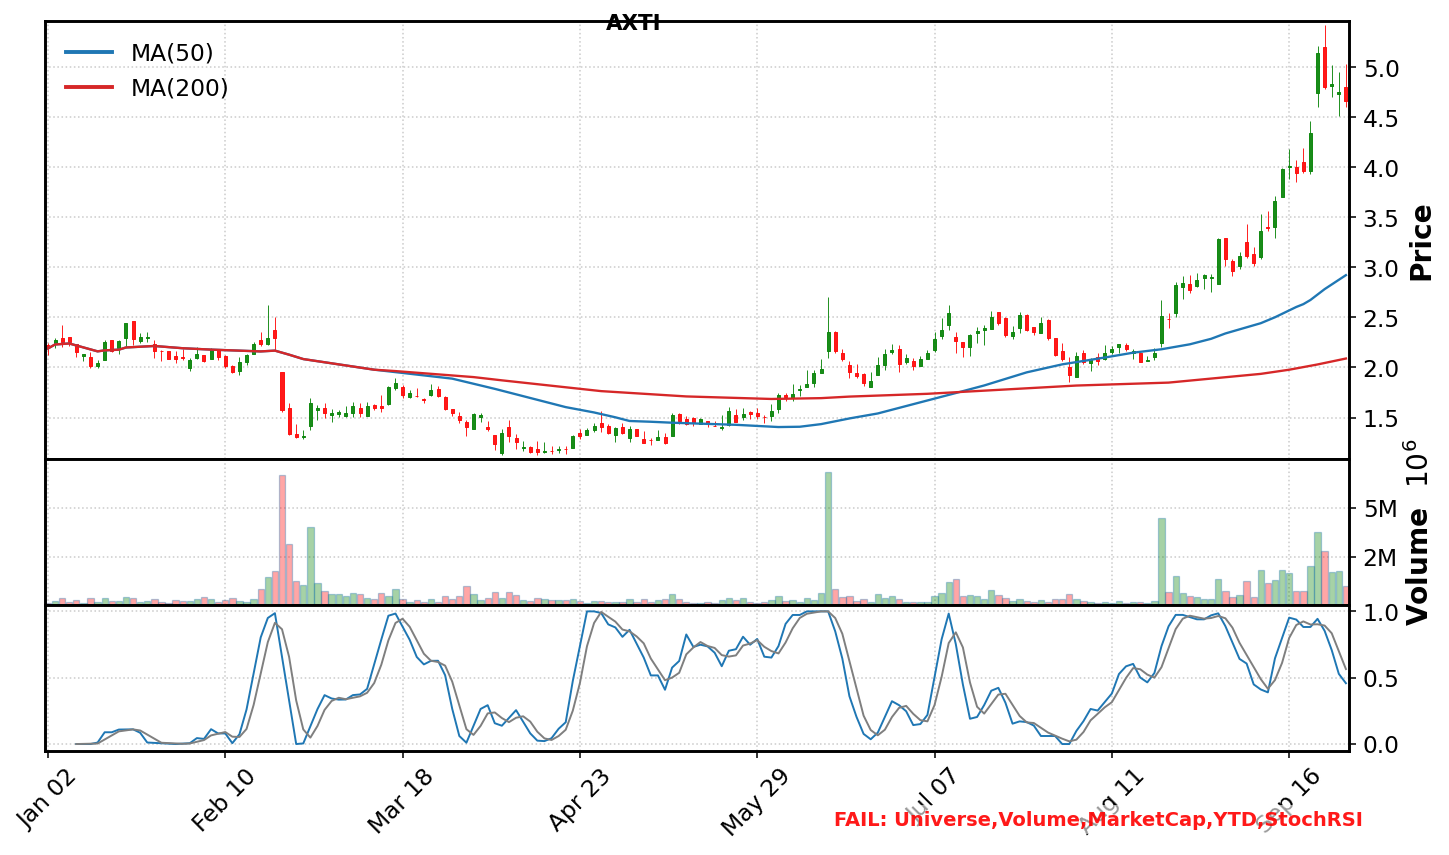 AXTI
MA(50)
MA(200)
5.0
4.5
4.0
3.5
3.0
2.5
2.0
1.5
Price
10^6
5M
2M
Volume
1.0
0.5
0.0
Jan 02
Feb 10
Mar 18
Apr 23
May 29
Jul 07
Aug 11
Sep 16
FAIL: Universe,Volume,MarketCap,YTD,StochRSI